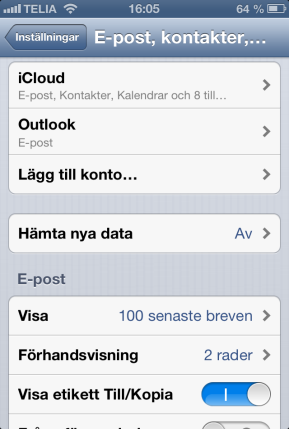 TELIA 16:05 64 %
Inställningar E-post, kontakter,...
iCloud
E-post, Kontakter, Kalendrar och 8 till...
Outlook
E-post
Lägg till konto...
Hämta nya data Av
E-post
Visa 100 senaste breven
Förhandsvisning 2 rader
Visa etikett Till/Kopia